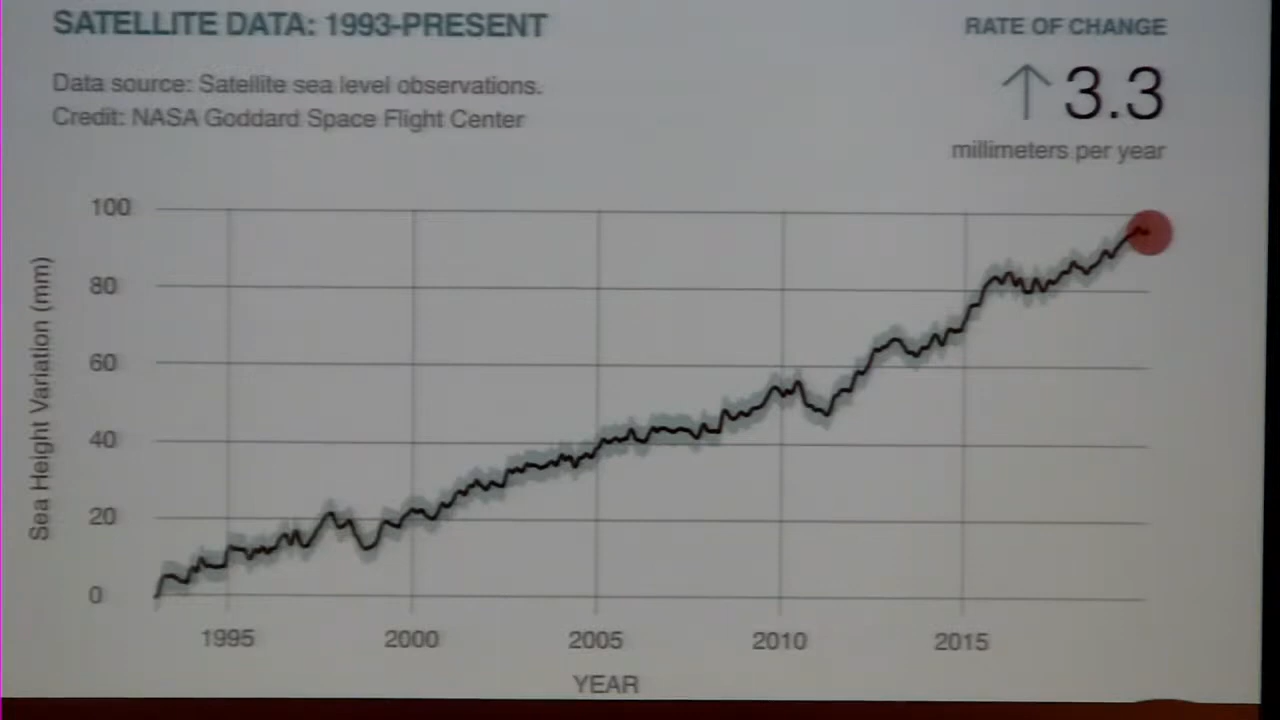 SATELLITE DATA: 1993-PRESENT
RATE OF CHANGE
Data source: Satellite sea level observations.
Credit: NASA Goddard Space Flight Center
↑ 3.3
millimeters per year
Sea Height Variation (mm)
100
80
60
40
20
0
1995 2000 2005 2010 2015
YEAR